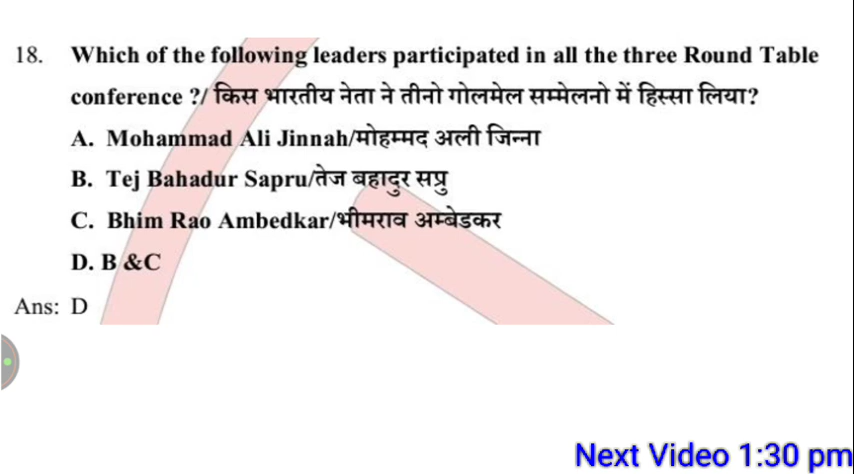 18. Which of the following leaders participated in all the three Round Table
conference ?/ किस भारतीय नेता ने तीनो गोलमेल सम्मेलनो में हिस्सा लिया?
A. Mohammad Ali Jinnah/मोहम्मद अली जिन्ना
B. Tej Bahadur Sapru/तेज बहादुर सप्रु
C. Bhim Rao Ambedkar/भीमराव अम्बेडकर
D. B &C
Ans: D
Next Video 1:30 pm